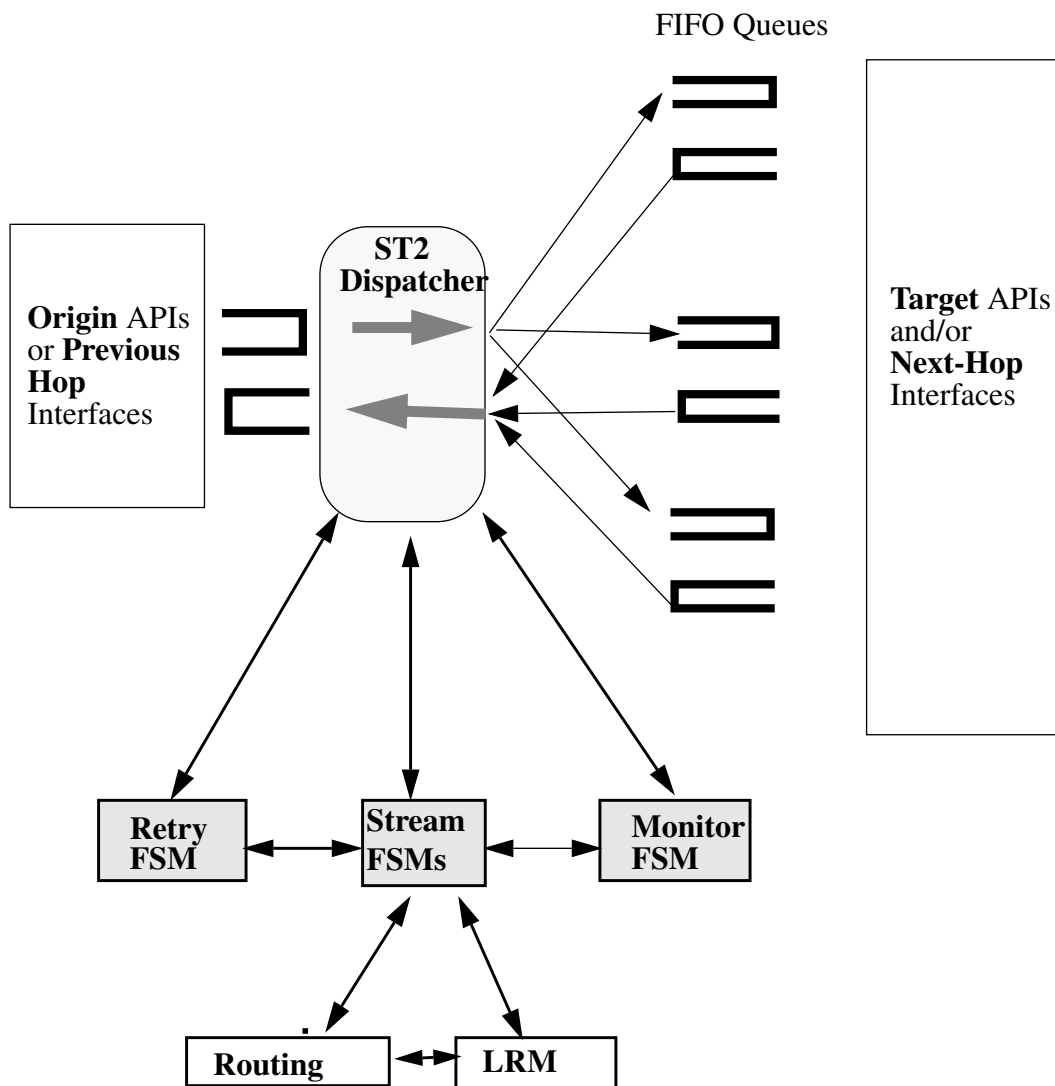 FIFO Queues
ST2
Dispatcher
Origin APIs
or Previous
Hop
Interfaces
Target APIs
and/or
Next-Hop
Interfaces
Retry
FSM
Stream
FSMs
Monitor
FSM
Routing
LRM